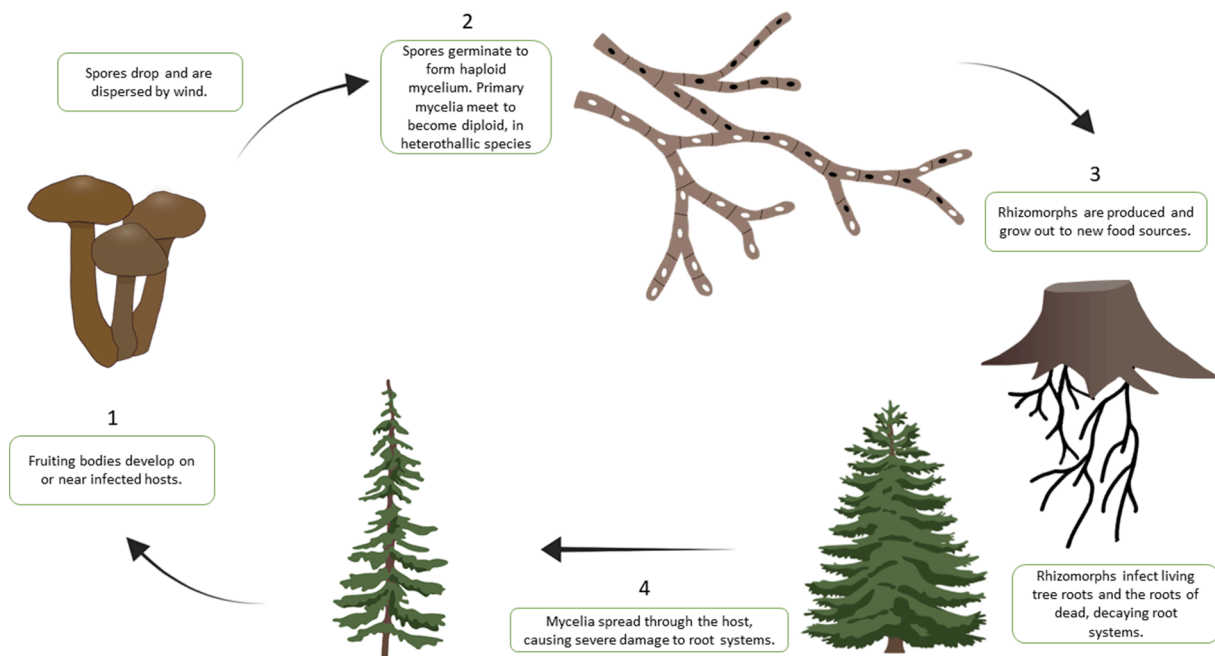 Spores drop and are
dispersed by wind.
2
Spores germinate to
form haploid
mycelium. Primary
mycelia meet to
become diploid, in
heterothallic species
3
Rhizomorphs are produced and
grow out to new food sources.
Rhizomorphs infect living
tree roots and the roots of
dead, decaying root
systems.
4
Mycelia spread through the host,
causing severe damage to root systems.
1
Fruiting bodies develop on
or near infected hosts.